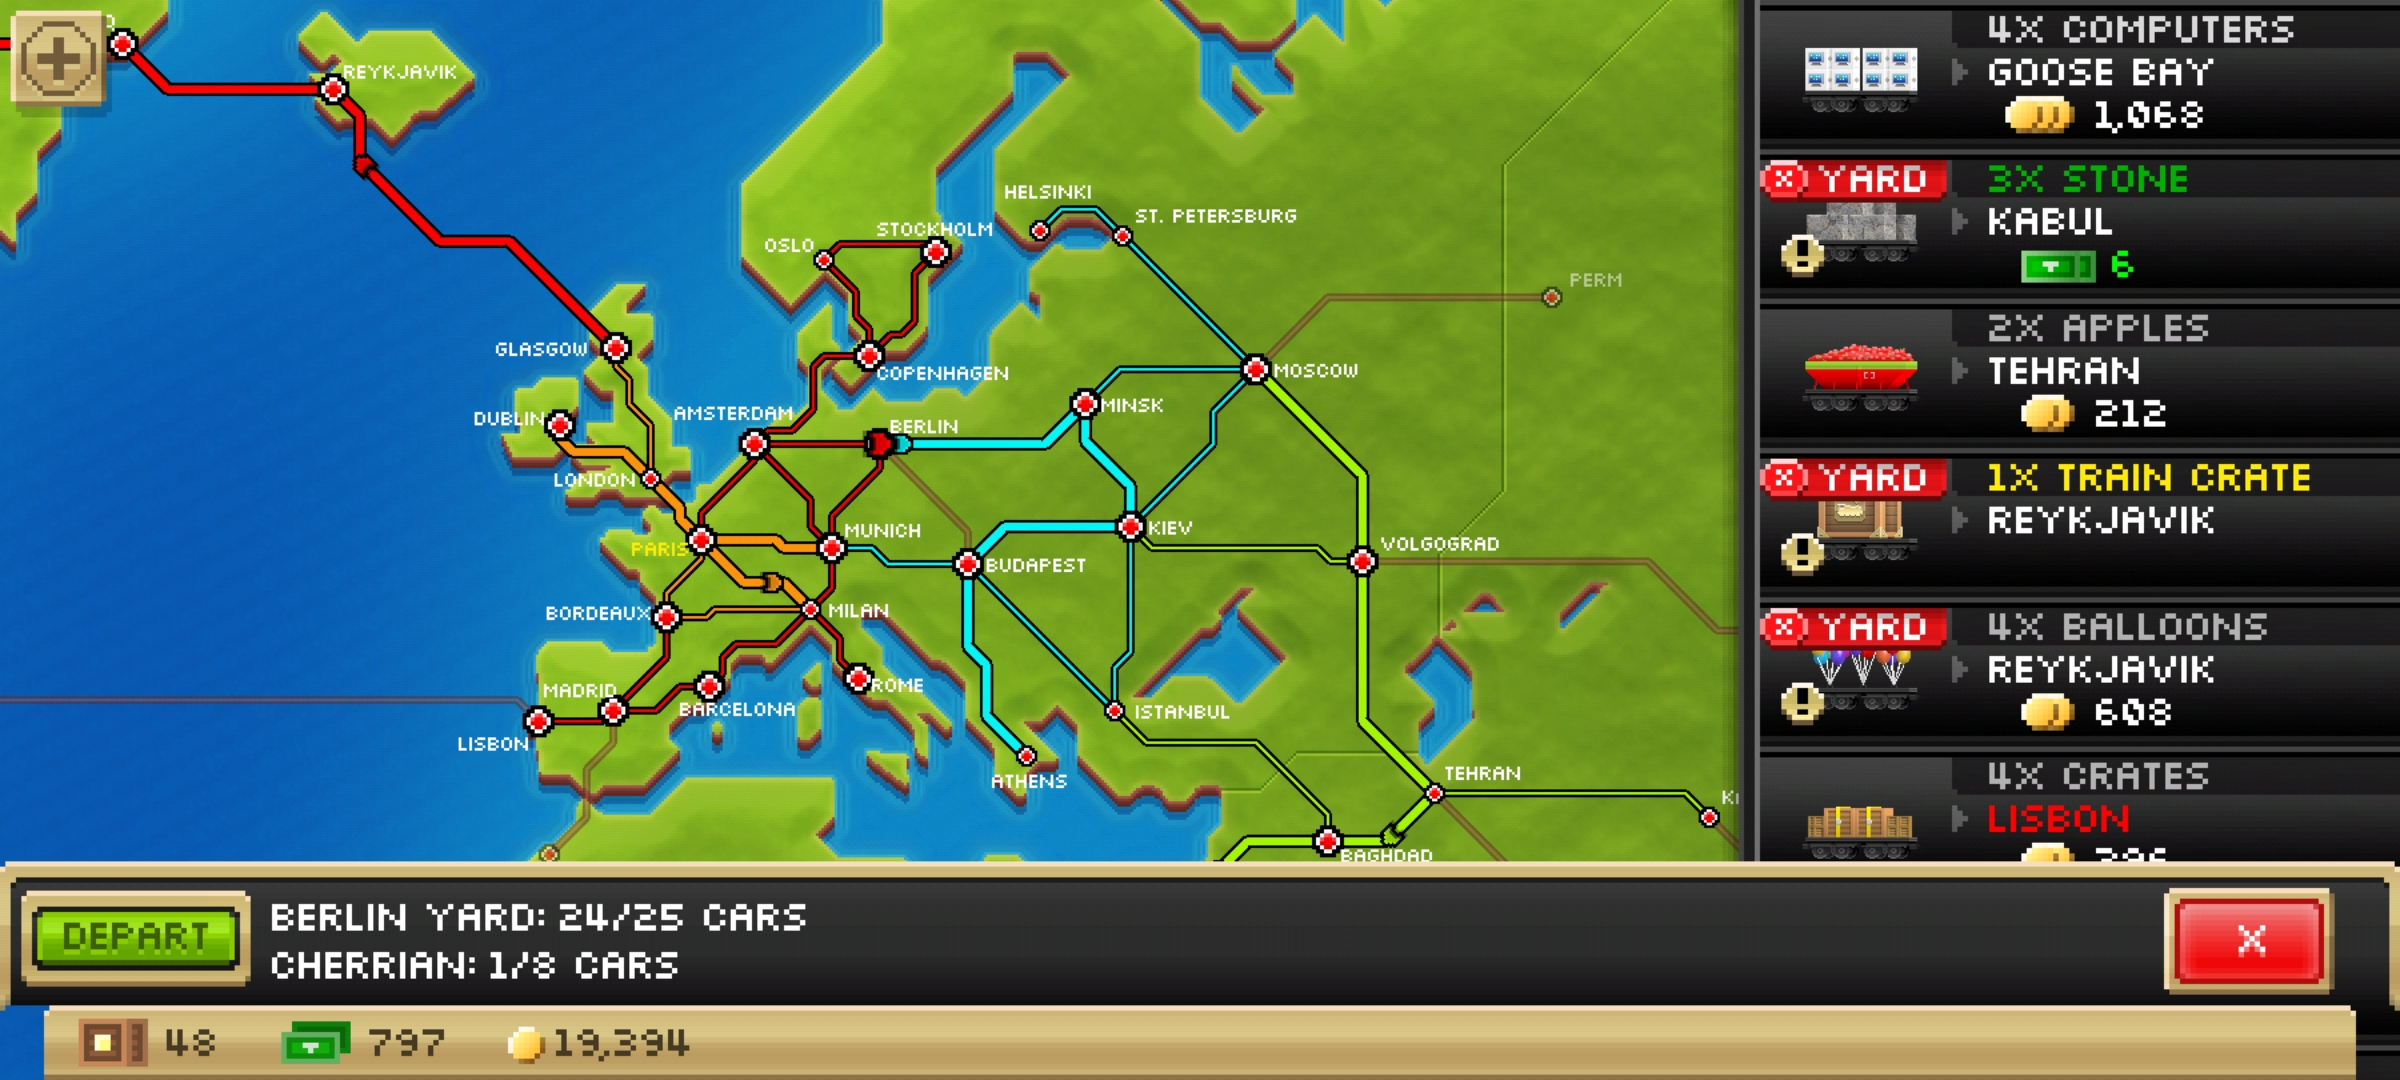 REYKJAVIK
HELSINKI
ST. PETERSBURG
STOCKHOLM
OSLO
PERM
GLASGOW
COPENHAGEN
MOSCOW
DUBLIN
AMSTERDAM
BERLIN
MINSK
LONDON
PARIS
MUNICH
KIEV
VOLGOGRAD
BUDAPEST
BORDEAUX
MILAN
MADRID
BARCELONA
ROME
ISTANBUL
LISBON
ATHENS
TEHRAN
BAGHDAD
4X COMPUTERS
GOOSE BAY
1,068
YARD
3X STONE
KABUL
6
2X APPLES
TEHRAN
212
YARD
1X TRAIN CRATE
REYKJAVIK
YARD
4X BALLOONS
REYKJAVIK
608
4X CRATES
LISBON
DEPART
BERLIN YARD: 24/25 CARS
CHERRIAN: 1/8 CARS
X
48
797
19,394